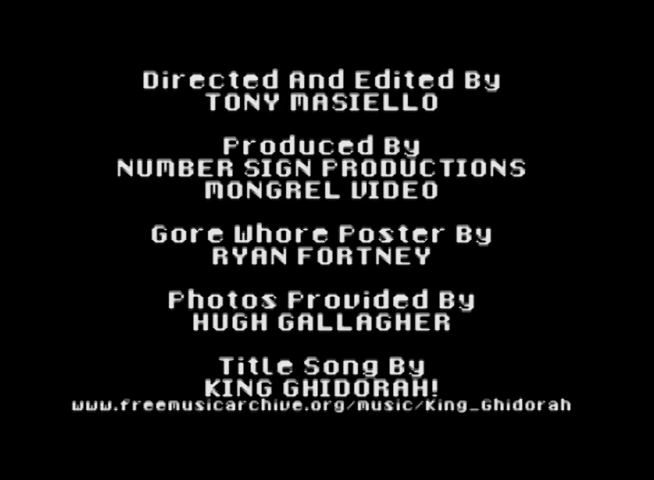 Directed And Edited By
TONY MASIELLO
Produced By
NUMBER SIGN PRODUCTIONS
MONGREL VIDEO
Gore Whore Poster By
RYAN FORTNEY
Photos Provided By
HUGH GALLAGHER
Title Song By
KING GHIDORAH!
www.freemusicarchive.org/music/King_Ghidorah